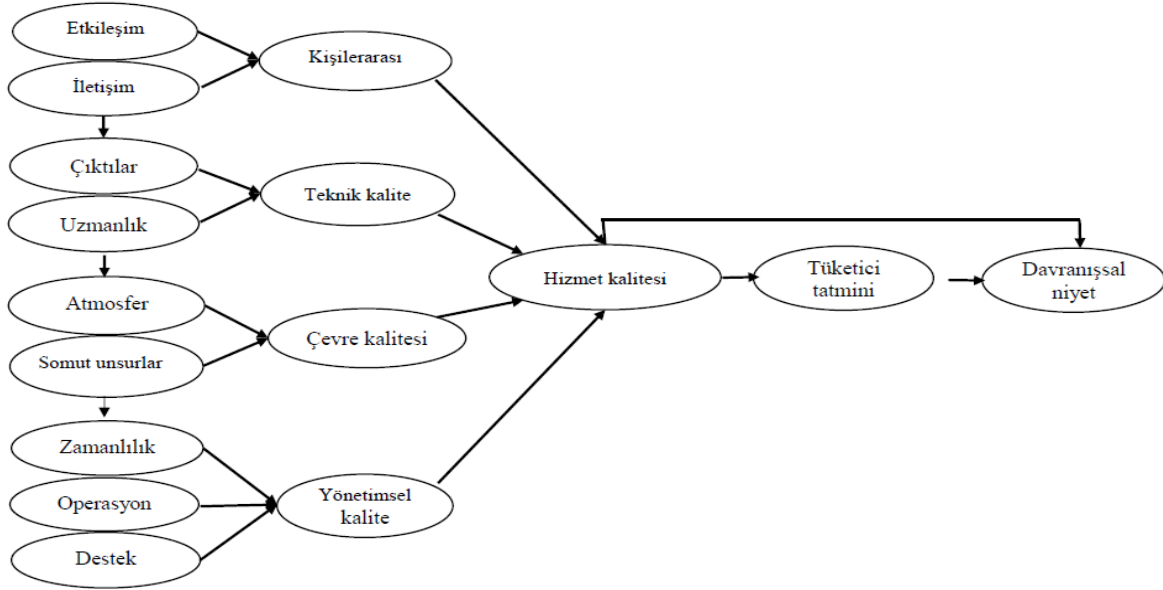 Etkileşim
İletişim
Çıktılar
Uzmanlık
Atmosfer
Somut unsurlar
Zamanlılık
Operasyon
Destek
Kişilerarası
Teknik kalite
Çevre kalitesi
Yönetimsel
kalite
Hizmet kalitesi
Tüketici
tatmini
Davranışsal
niyet